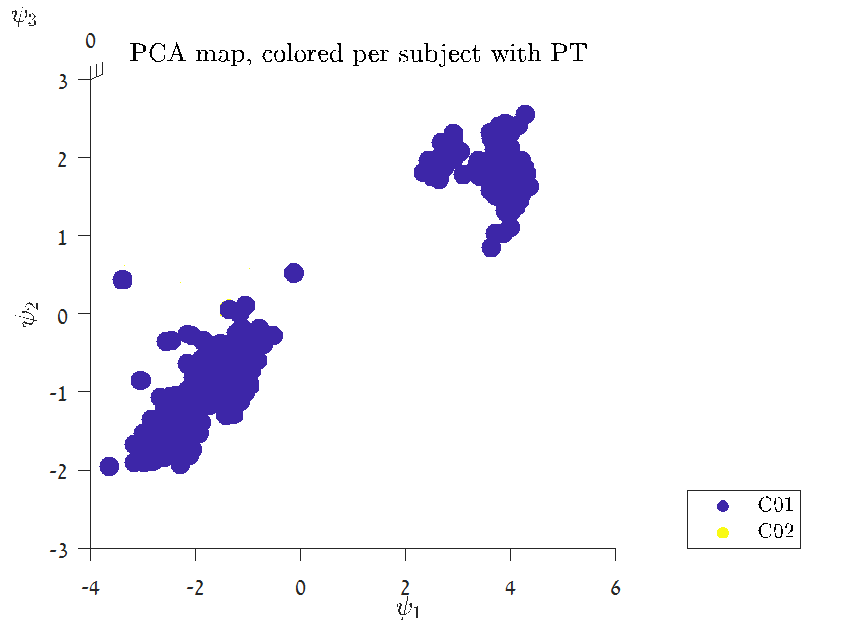 ψ₃
0
PCA map, colored per subject with PT
3
2
1
0
-1
-2
-3
ψ₂
-4
-2
0
2
4
6
ψ₁
C01
C02